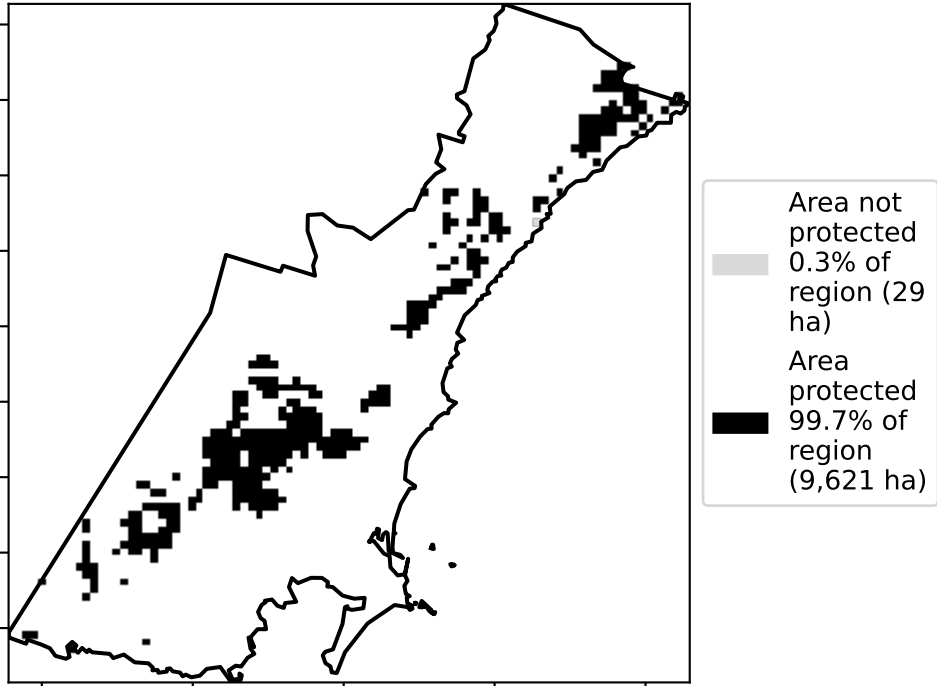 Area not
protected
0.3% of
region (29
ha)
Area
protected
99.7% of
region
(9,621 ha)